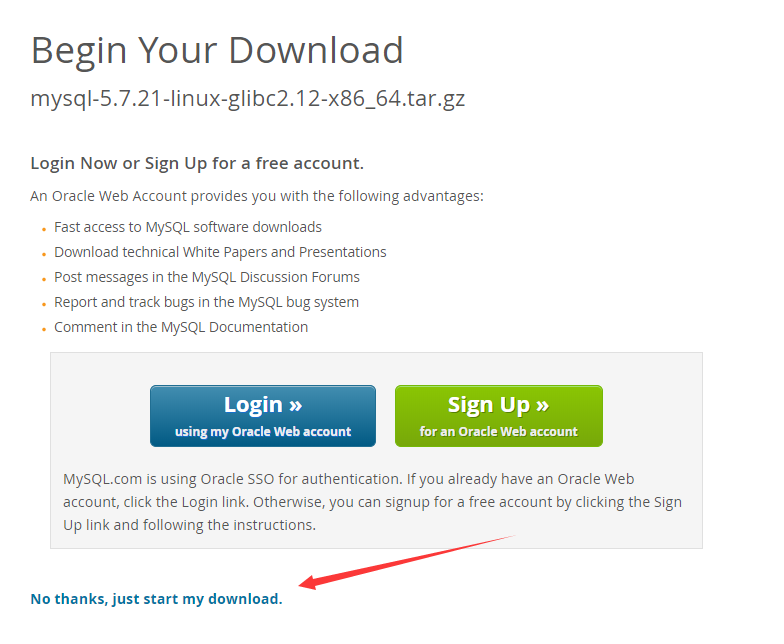 Begin Your Download
mysql-5.7.21-linux-glibc2.12-x86_64.tar.gz
Login Now or Sign Up for a free account.
An Oracle Web Account provides you with the following advantages:
Fast access to MySQL software downloads
Download technical White Papers and Presentations
Post messages in the MySQL Discussion Forums
Report and track bugs in the MySQL bug system
Comment in the MySQL Documentation
Login »
using my Oracle Web account
Sign Up »
for an Oracle Web account
MySQL.com is using Oracle SSO for authentication. If you already have an Oracle Web
account, click the Login link. Otherwise, you can signup for a free account by clicking the Sign
Up link and following the instructions.
No thanks, just start my download.